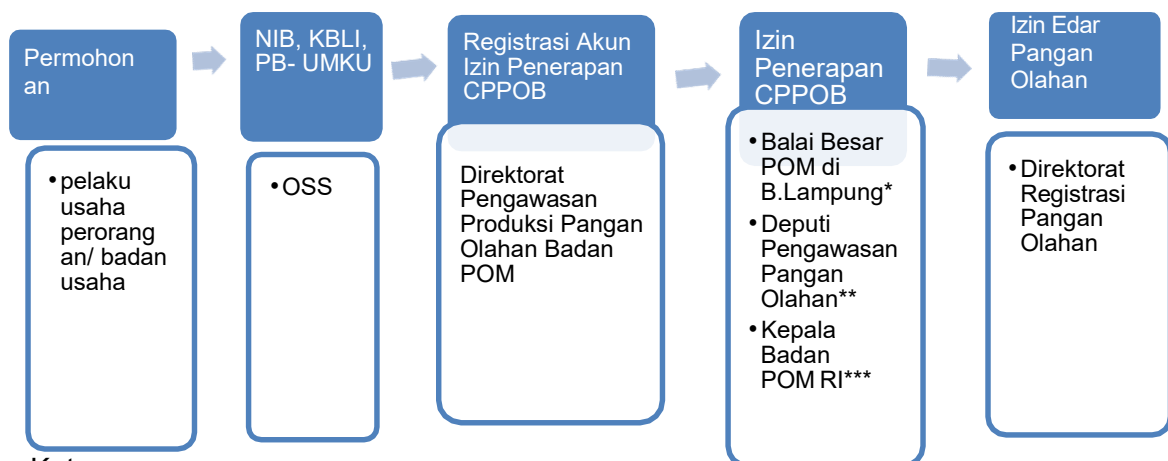 Permohon
an
• pelaku
usaha
perorang
an/ badan
usaha
NIB, KBLI,
PB- UMKU
• OSS
Registrasi Akun
Izin Penerapan
CPPOB
Direktorat
Pengawasan
Produksi Pangan
Olahan Badan
POM
Izin
Penerapan
CPPOB
• Balai Besar
POM di
B.Lampung*
• Deputi
Pengawasan
Pangan
Olahan**
• Kepala
Badan
POM RI***
Izin Edar
Pangan
Olahan
• Direktorat
Registrasi
Pangan
Olahan